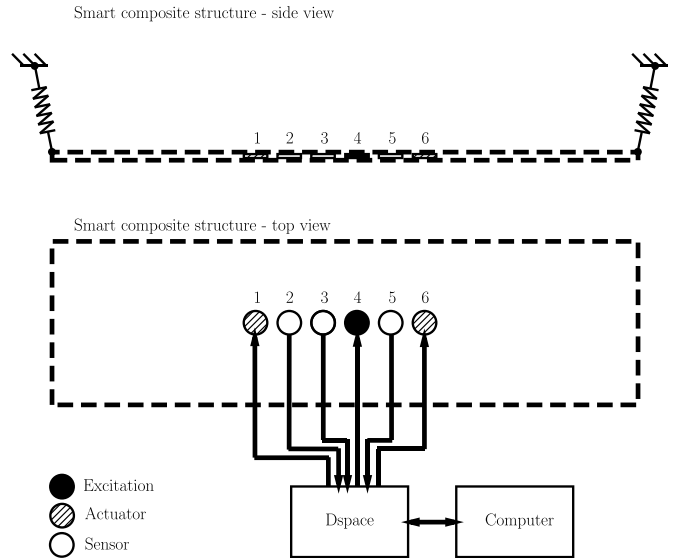 Smart composite structure - side view
1 2 3 4 5 6
Smart composite structure - top view
1 2 3 4 5 6
Excitation
Actuator
Sensor
Dspace
Computer